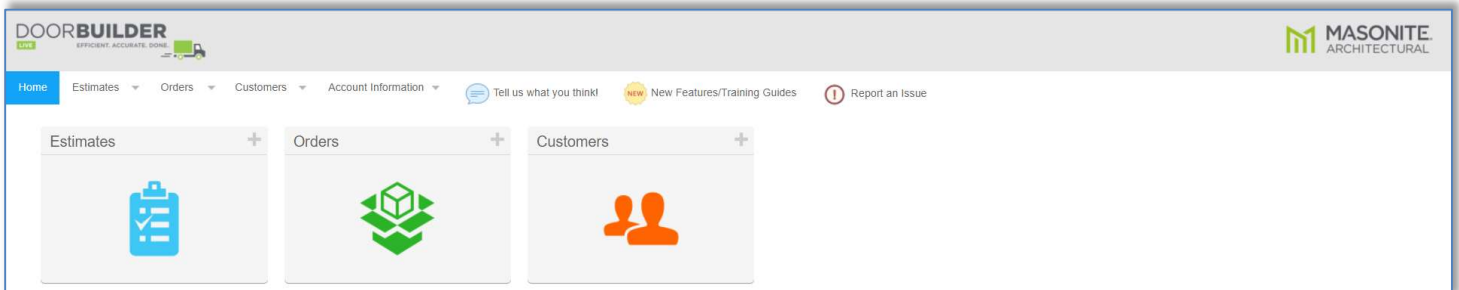 DOORBUILDER
LIVE EFFICIENT. ACCURATE. DONE.
MASONITE.
ARCHITECTURAL
Home Estimates Orders Customers Account Information Tell us what you think! NEW New Features/Training Guides Report an Issue
Estimates Orders Customers